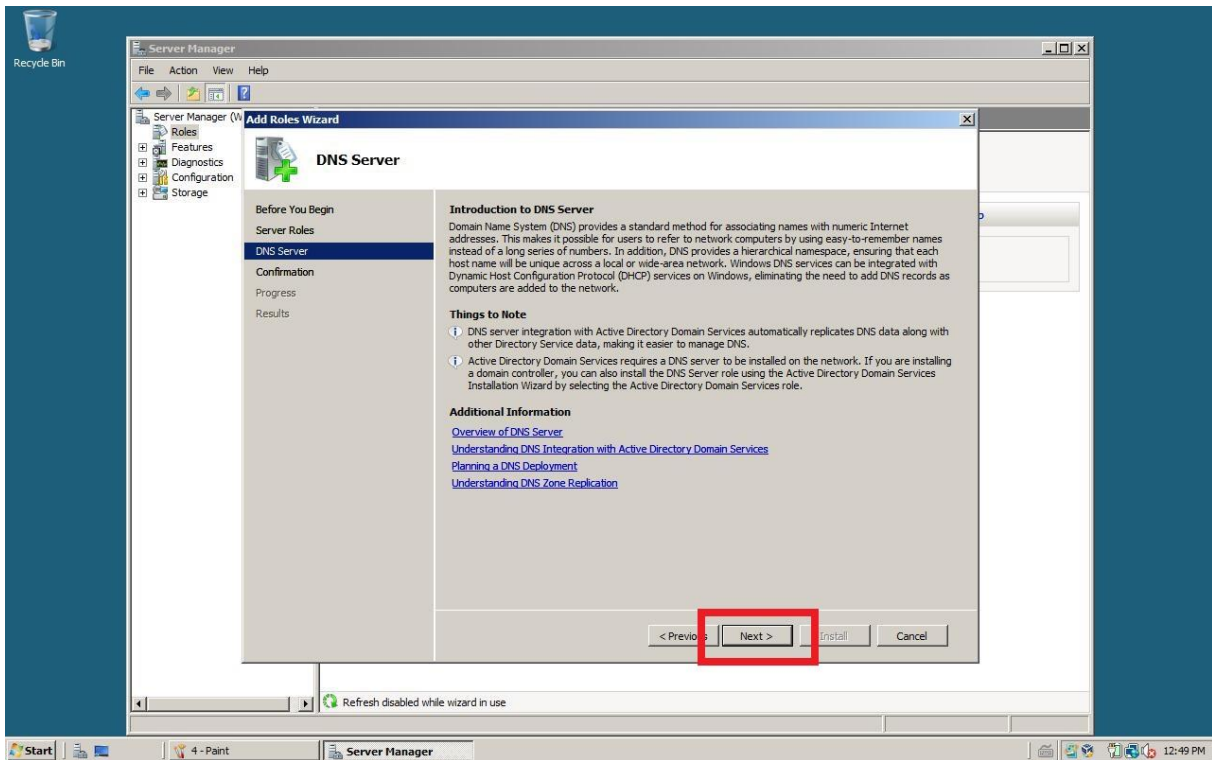 Recycle Bin
Server Manager
File Action View Help
Server Manager (W
Roles
Features
Diagnostics
Configuration
Storage
Add Roles Wizard
DNS Server
Before You Begin
Server Roles
DNS Server
Confirmation
Progress
Results
Introduction to DNS Server
Domain Name System (DNS) provides a standard method for associating names with numeric Internet
addresses. This makes it possible for users to refer to network computers by using easy-to-remember names
instead of a long series of numbers. In addition, DNS provides a hierarchical namespace, ensuring that each
host name will be unique across a local or wide-area network. Windows DNS services can be integrated with
Dynamic Host Configuration Protocol (DHCP) services on Windows, eliminating the need to add DNS records as
computers are added to the network.
Things to Note
DNS server integration with Active Directory Domain Services automatically replicates DNS data along with
other Directory Service data, making it easier to manage DNS.
Active Directory Domain Services requires a DNS server to be installed on the network. If you are installing
a domain controller, you can also install the DNS Server role using the Active Directory Domain Services
Installation Wizard by selecting the Active Directory Domain Services role.
Additional Information
Overview of DNS Server
Understanding DNS Integration with Active Directory Domain Services
Planning a DNS Deployment
Understanding DNS Zone Replication
< Previous Next > Install Cancel
Refresh disabled while wizard in use
Start 4 - Paint Server Manager 12:49 PM